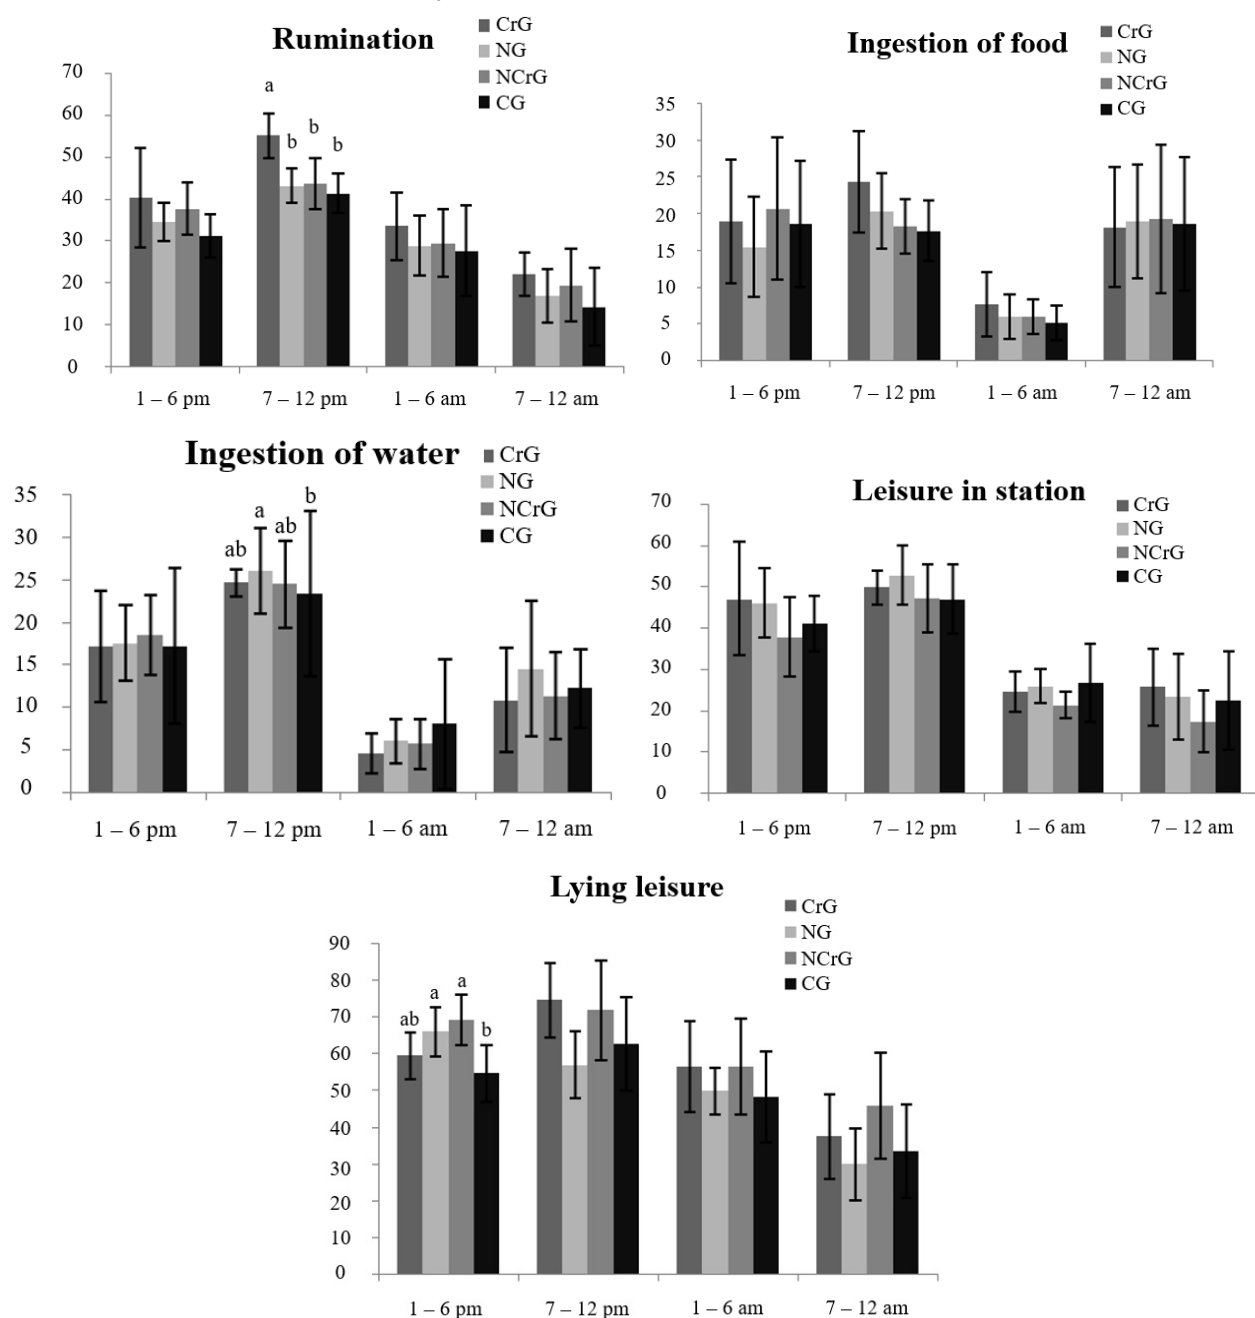 Rumination
CrG
NG
NCrG
CG
70
60
50
40
30
20
10
0
a
b
b
b
1 – 6 pm
7 – 12 pm
1 – 6 am
7 – 12 am
Ingestion of food
CrG
NG
NCrG
CG
35
30
25
20
15
10
5
0
1 – 6 pm
7 – 12 pm
1 – 6 am
7 – 12 am
Ingestion of water
CrG
NG
NCrG
CG
35
30
25
20
15
10
5
0
ab
a
ab
b
1 – 6 pm
7 – 12 pm
1 – 6 am
7 – 12 am
Leisure in station
CrG
NG
NCrG
CG
70
60
50
40
30
20
10
0
1 – 6 pm
7 – 12 pm
1 – 6 am
7 – 12 am
Lying leisure
CrG
NG
NCrG
CG
90
80
70
60
50
40
30
20
10
0
ab
a
a
b
1 – 6 pm
7 – 12 pm
1 – 6 am
7 – 12 am